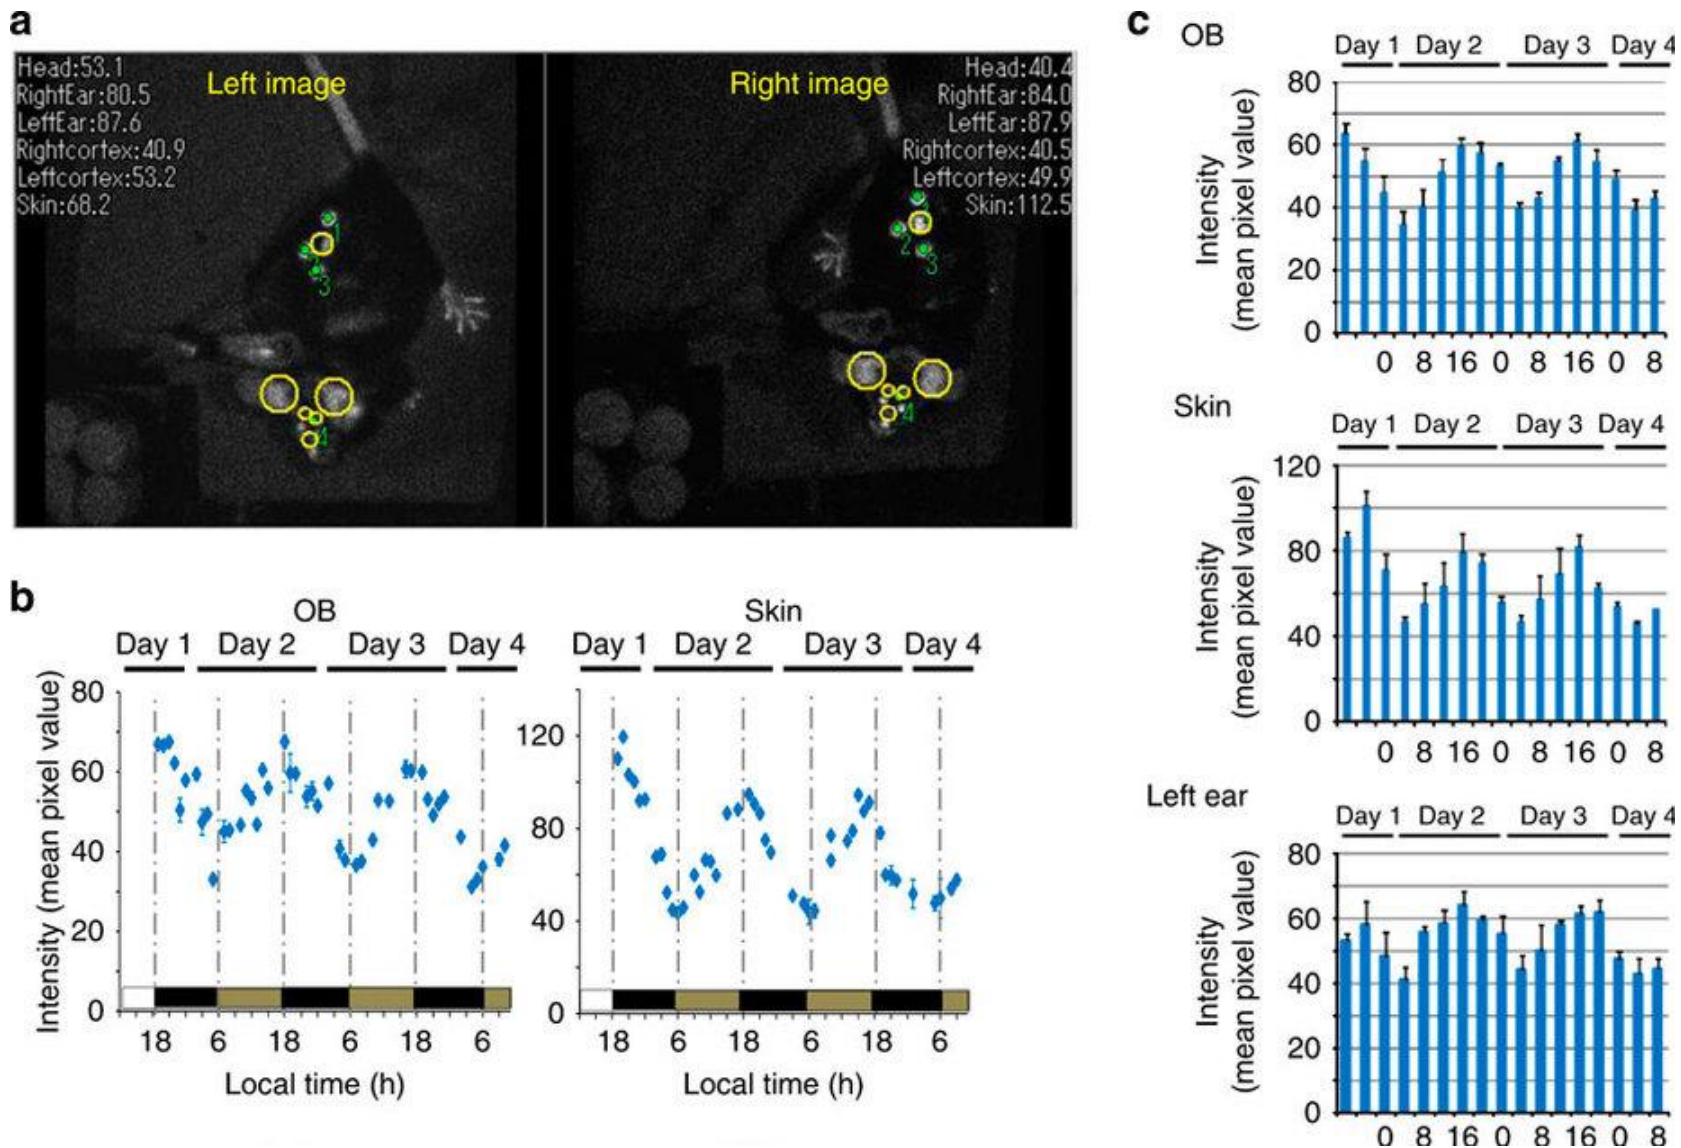 a
Left image
Head:53.1
RightEar:80.5
LeftEar:87.6
Rightcortex:40.9
Leftcortex:53.2
Skin:68.2
1
3
4
Right image
Head:40.4
RightEar:84.0
LeftEar:87.9
Rightcortex:40.5
Leftcortex:49.9
Skin:112.5
2
3
4
b
OB
Day 1 Day 2 Day 3 Day 4
Intensity (mean pixel value)
80
60
40
20
0
18 6 18 6 18 6
Local time (h)
Skin
Day 1 Day 2 Day 3 Day 4
120
80
40
0
18 6 18 6 18 6
Local time (h)
c
OB
Day 1 Day 2 Day 3 Day 4
Intensity
(mean pixel value)
80
60
40
20
0
0 8 16 0 8 16 0 8
Skin
Day 1 Day 2 Day 3 Day 4
Intensity
(mean pixel value)
120
80
40
0
0 8 16 0 8 16 0 8
Left ear
Day 1 Day 2 Day 3 Day 4
Intensity
(mean pixel value)
80
60
40
20
0
0 8 16 0 8 16 0 8